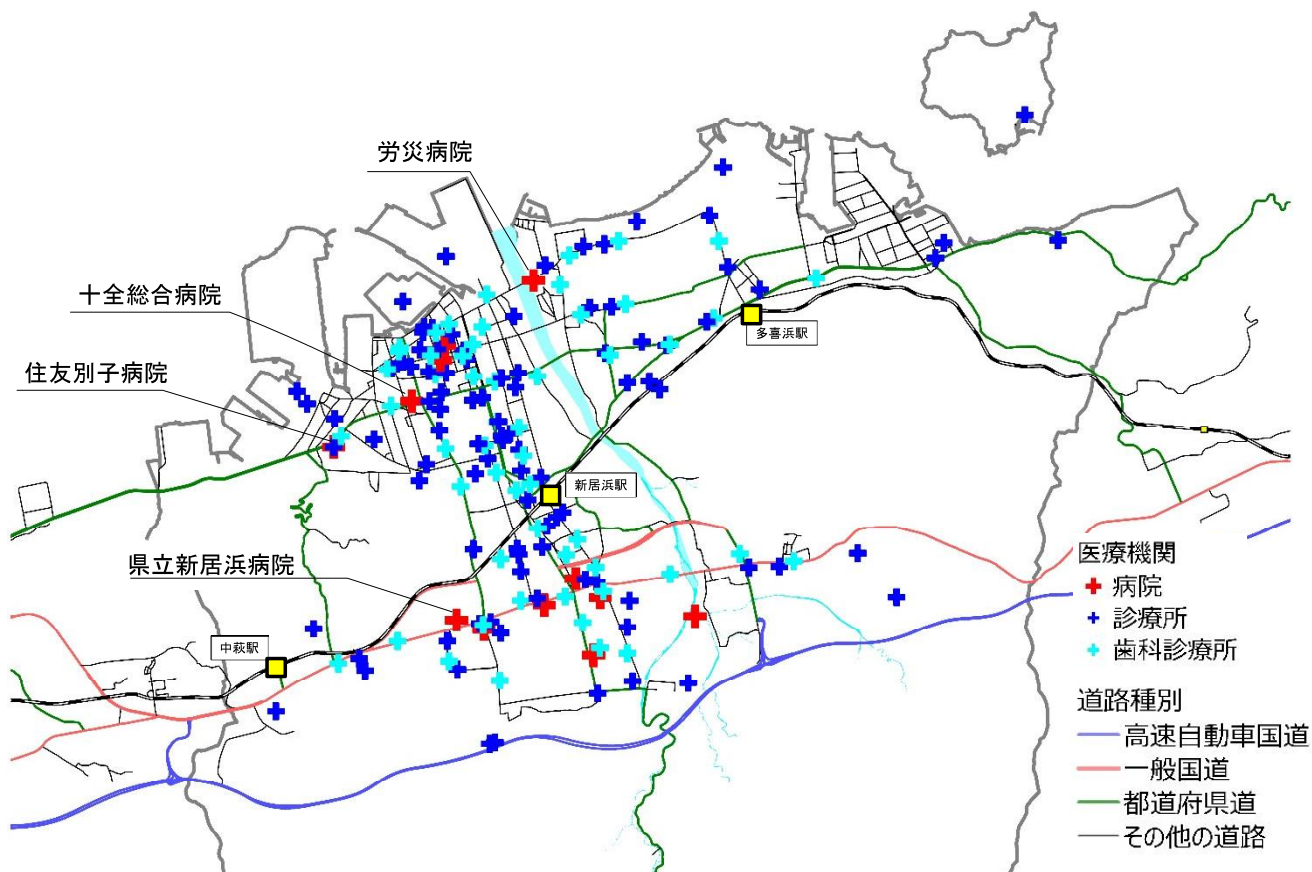 労災病院
十全総合病院
多喜浜駅
住友別子病院
新居浜駅
県立新居浜病院
中萩駅
医療機関
病院
診療所
歯科診療所
道路種別
高速自動車国道
一般国道
都道府県道
その他の道路